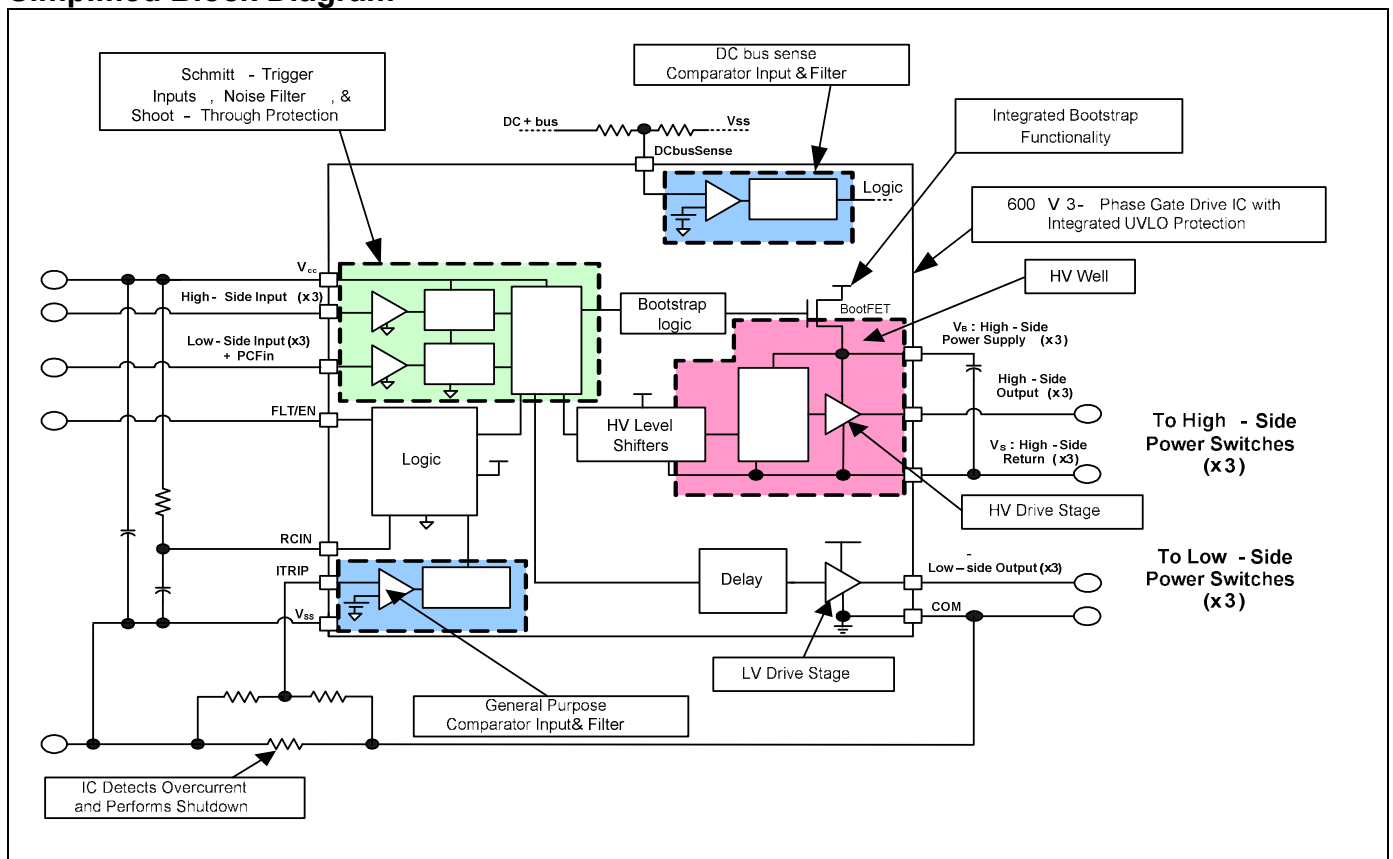 Simplified Block Diagram
Schmitt - Trigger
Inputs , Noise Filter , &
Shoot - Through Protection
DC bus sense
Comparator Input & Filter
DC + bus
Vss
DCbusSense
Logic
Integrated Bootstrap
Functionality
600 V 3- Phase Gate Drive IC with
Integrated UVLO Protection
HV Well
Vcc
High - Side Input (x3)
Low - Side Input (x3)
+ PCFin
FLT/EN
RCIN
ITRIP
VSS
Bootstrap
logic
BootFET
Logic
HV Level
Shifters
VB : High - Side
Power Supply (x3)
High - Side
Output (x3)
VS : High - Side
Return (x3)
To High - Side
Power Switches
(x3)
HV Drive Stage
Delay
-
Low – side Output (x3)
COM
To Low - Side
Power Switches
(x3)
LV Drive Stage
General Purpose
Comparator Input& Filter
IC Detects Overcurrent
and Performs Shutdown